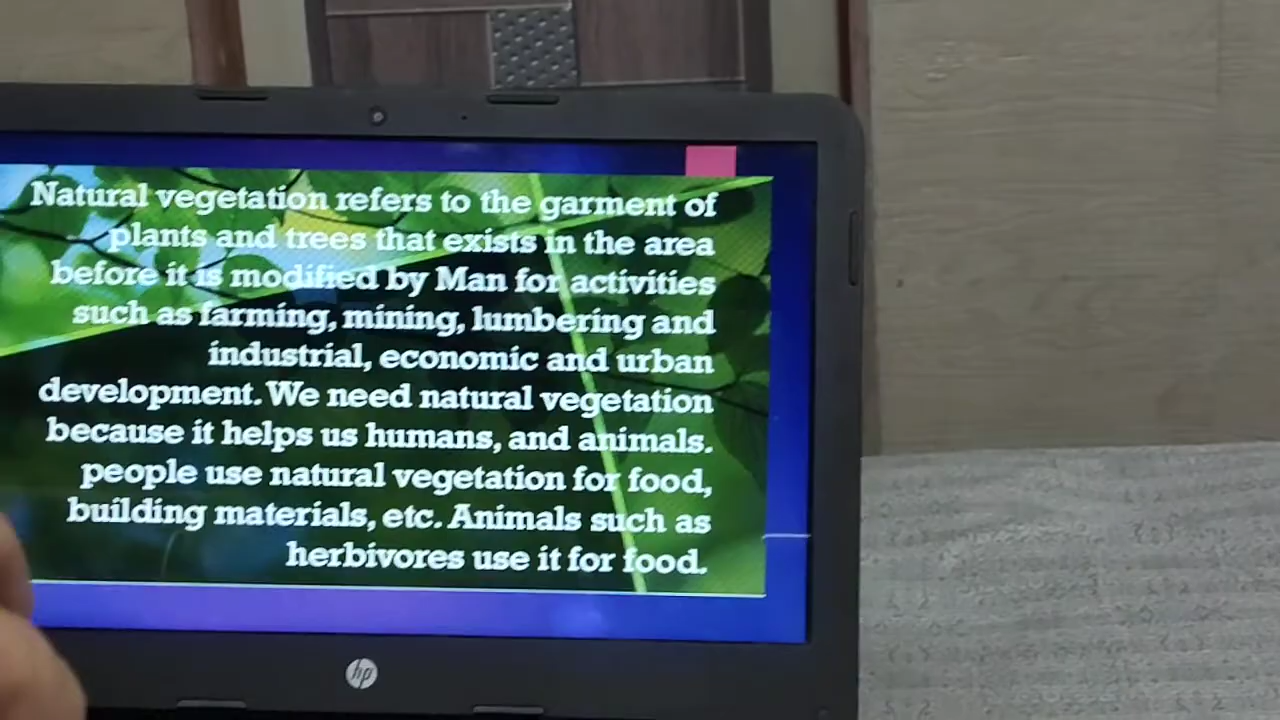 Natural vegetation refers to the garment of
plants and trees that exists in the area
before it is modified by Man for activities
such as farming, mining, lumbering and
industrial, economic and urban
development. We need natural vegetation
because it helps us humans, and animals.
people use natural vegetation for food,
building materials, etc. Animals such as
herbivores use it for food.
hp